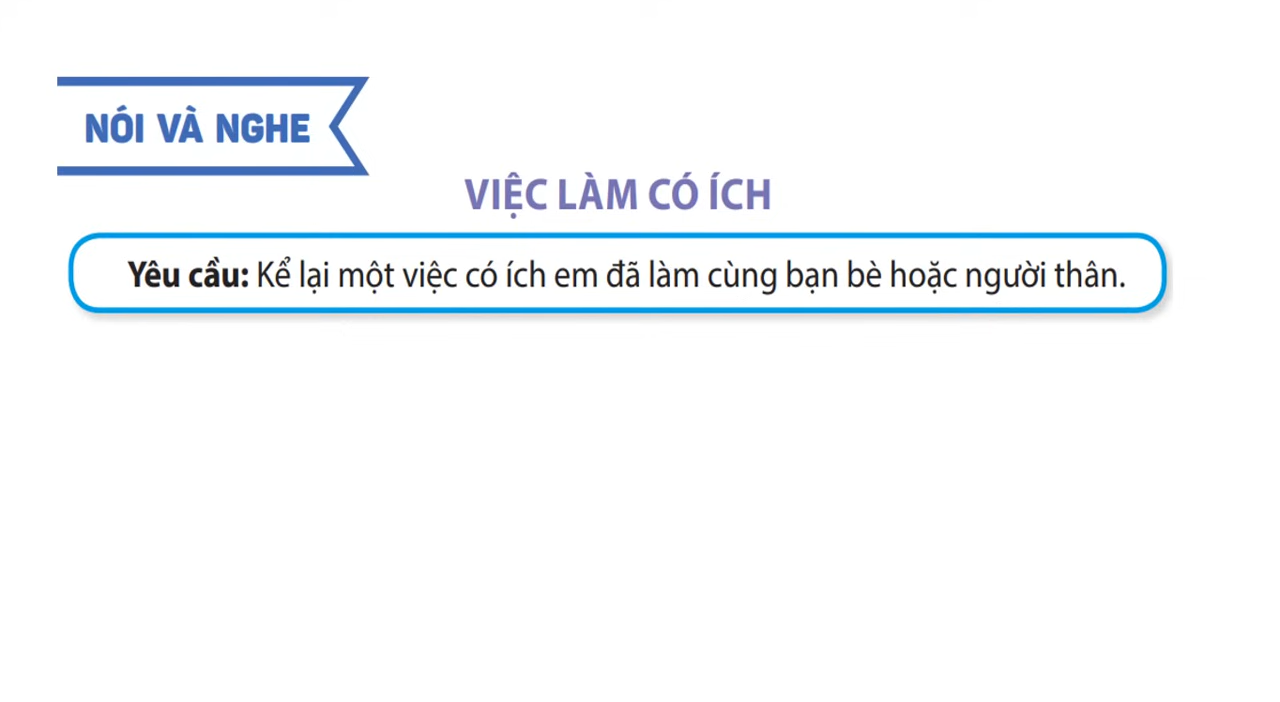 NÓI VÀ NGHE
VIỆC LÀM CÓ ÍCH
Yêu cầu: Kể lại một việc có ích em đã làm cùng bạn bè hoặc người thân.